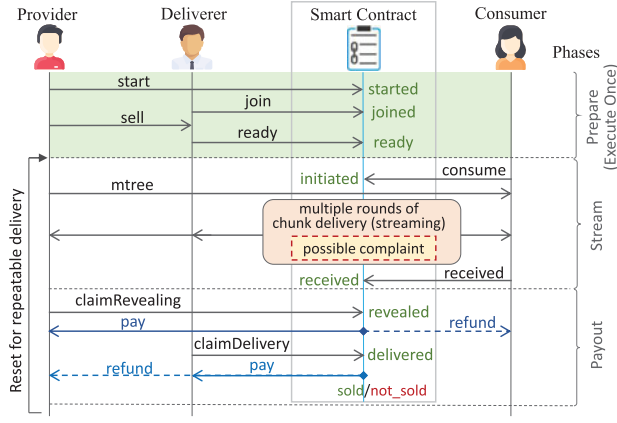 Provider Deliverer Smart Contract Consumer
Phases
start
started
join
joined
sell
ready
ready
Prepare
(Execute Once)
consume
initiated
mtree
multiple rounds of
chunk delivery (streaming)
possible complaint
received
received
Stream
Reset for repeatable delivery
claimRevealing
revealed
pay
refund
claimDelivery
delivered
refund
pay
sold/not_sold
Payout